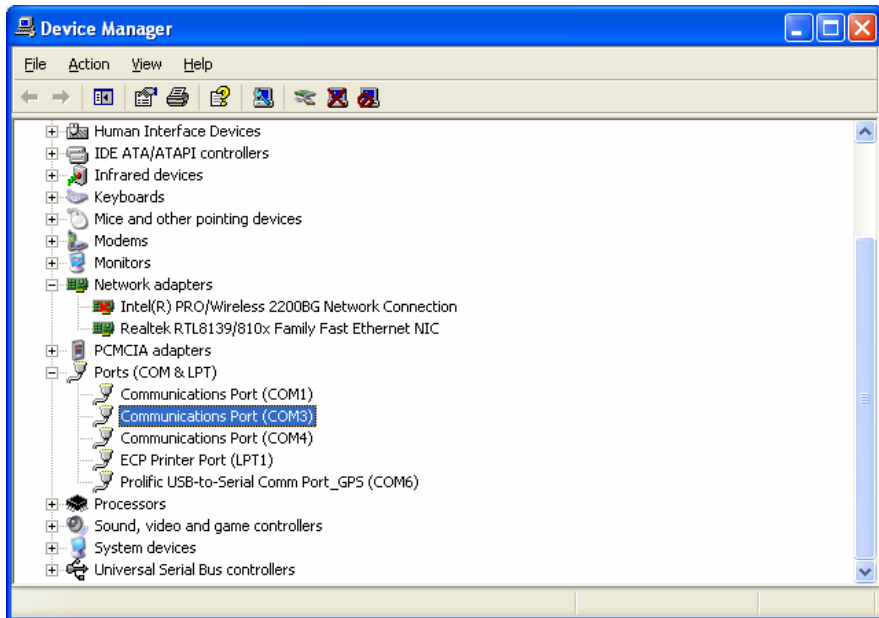 Device Manager
File Action View Help
Human Interface Devices
IDE ATA/ATAPI controllers
Infrared devices
Keyboards
Mice and other pointing devices
Modems
Monitors
Network adapters
Intel(R) PRO/Wireless 2200BG Network Connection
Realtek RTL8139/810x Family Fast Ethernet NIC
PCMCIA adapters
Ports (COM & LPT)
Communications Port (COM1)
Communications Port (COM3)
Communications Port (COM4)
ECP Printer Port (LPT1)
Prolific USB-to-Serial Comm Port_GPS (COM6)
Processors
Sound, video and game controllers
System devices
Universal Serial Bus controllers